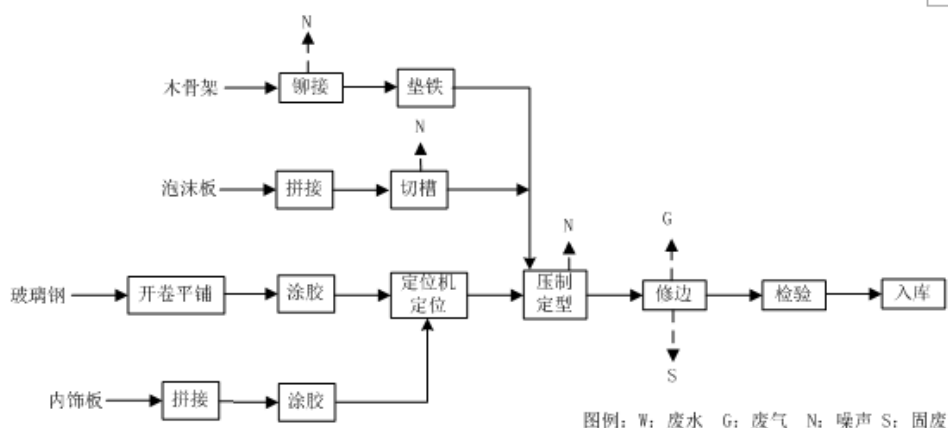 N
木骨架 铆接 垫铁
N
泡沫板 拼接 切槽
G
N
玻璃钢 开卷平铺 涂胶 定位机定位 压制定型 修边 检验 入库
S
内饰板 拼接 涂胶
图例：W：废水 G：废气 N：噪声 S：固废